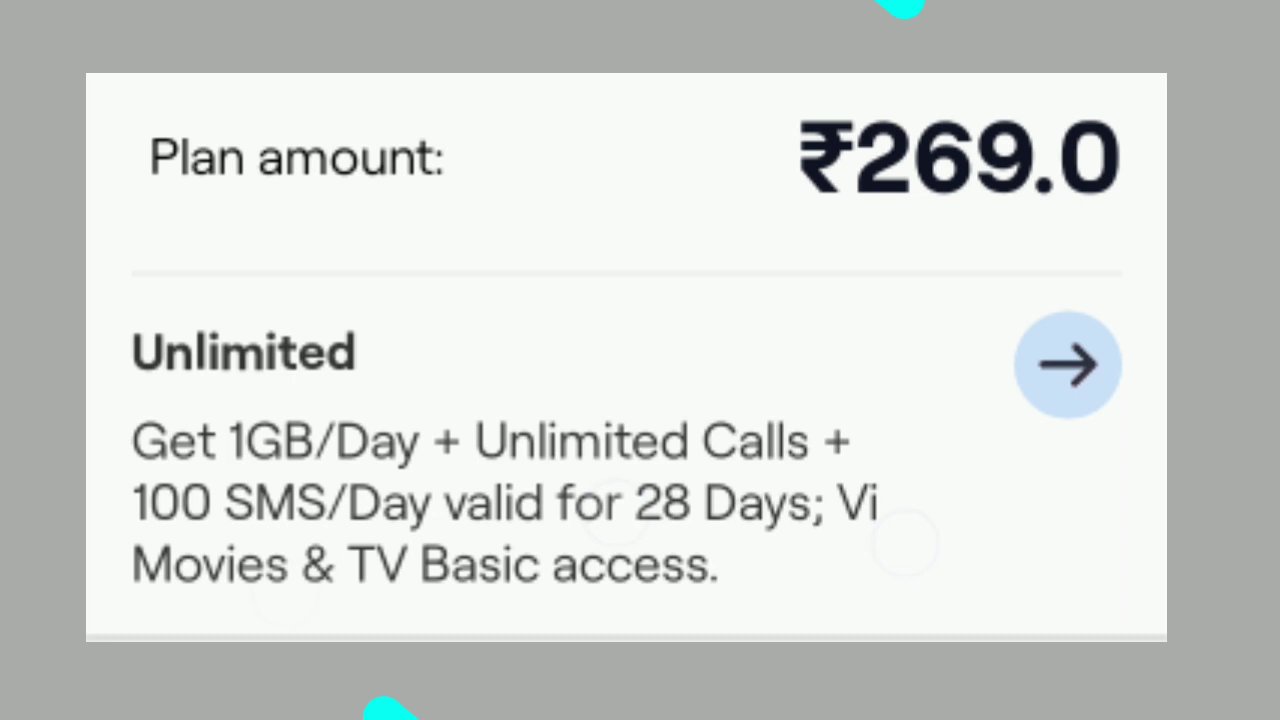 Plan amount:
₹269.0
Unlimited
Get 1GB/Day + Unlimited Calls +
100 SMS/Day valid for 28 Days; Vi
Movies & TV Basic access.